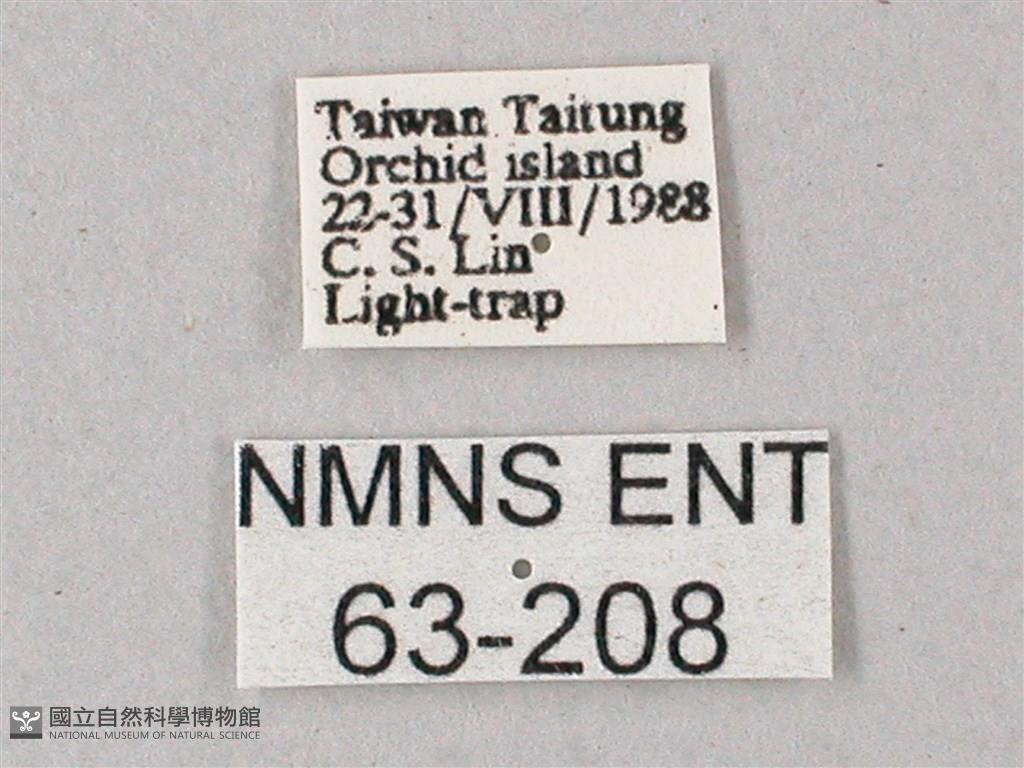 Taiwan Taitung
Orchid island
22-31/VIII/1988
C. S. Lin
Light-trap
NMNS ENT
63-208
國立自然科學博物館
NATIONAL MUSEUM OF NATURAL SCIENCE